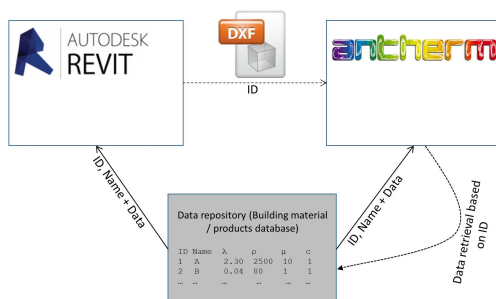 AUTODESK
REVIT
DXF
antherm
ID
ID, Name + Data
ID, Name + Data
Data retrieval based
on ID
Data repository (Building material
/ products database)
ID Name λ ρ μ c
1 A 2.30 2500 10 1
2 B 0.04 80 1 1
… … … … … …